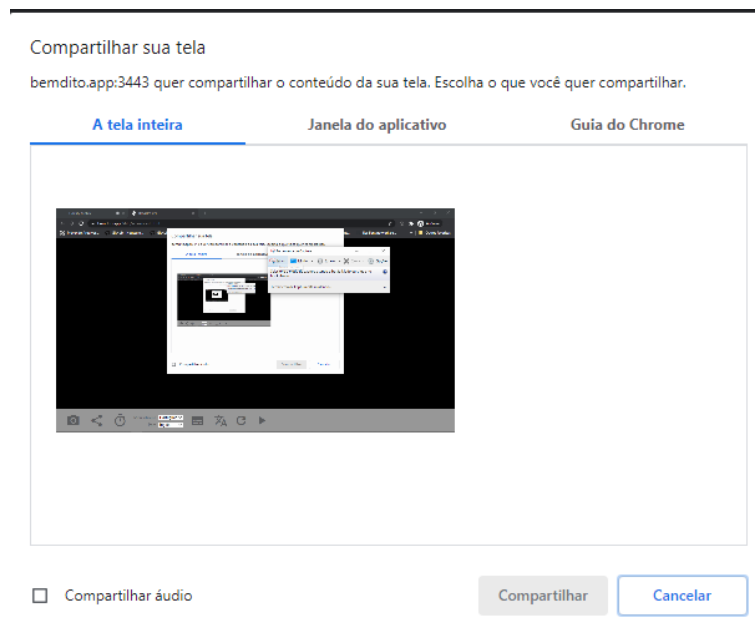 Compartilhar sua tela
bemdito.app:3443 quer compartilhar o conteúdo da sua tela. Escolha o que você quer compartilhar.
A tela inteira Janela do aplicativo Guia do Chrome
Compartilhar áudio Compartilhar Cancelar